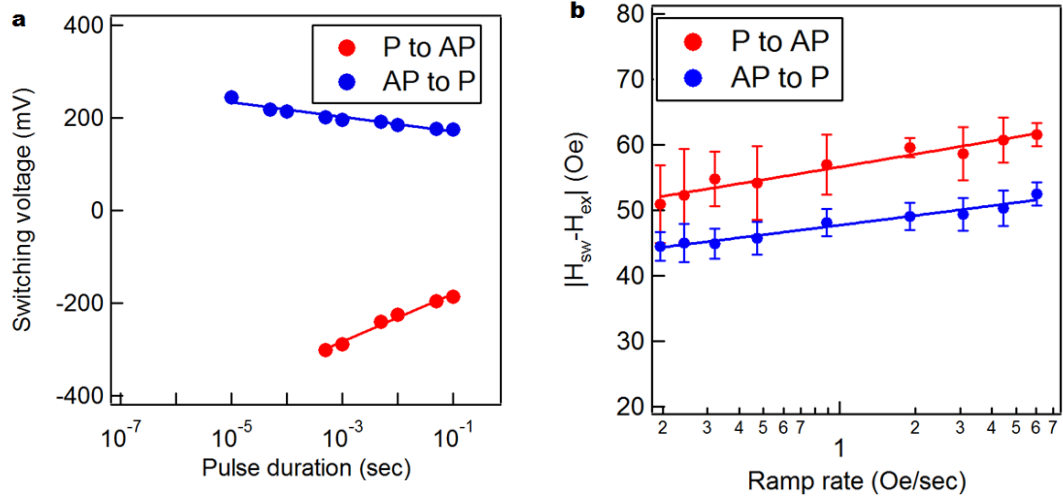 a
400
200
0
-200
-400
Switching voltage (mV)
P to AP
AP to P
10⁻⁷
10⁻⁵
10⁻³
10⁻¹
Pulse duration (sec)
b
80
70
60
50
40
30
20
|H_sw-H_ex| (Oe)
P to AP
AP to P
2 3 4 5 6 7 1 2 3 4 5 6 7
Ramp rate (Oe/sec)